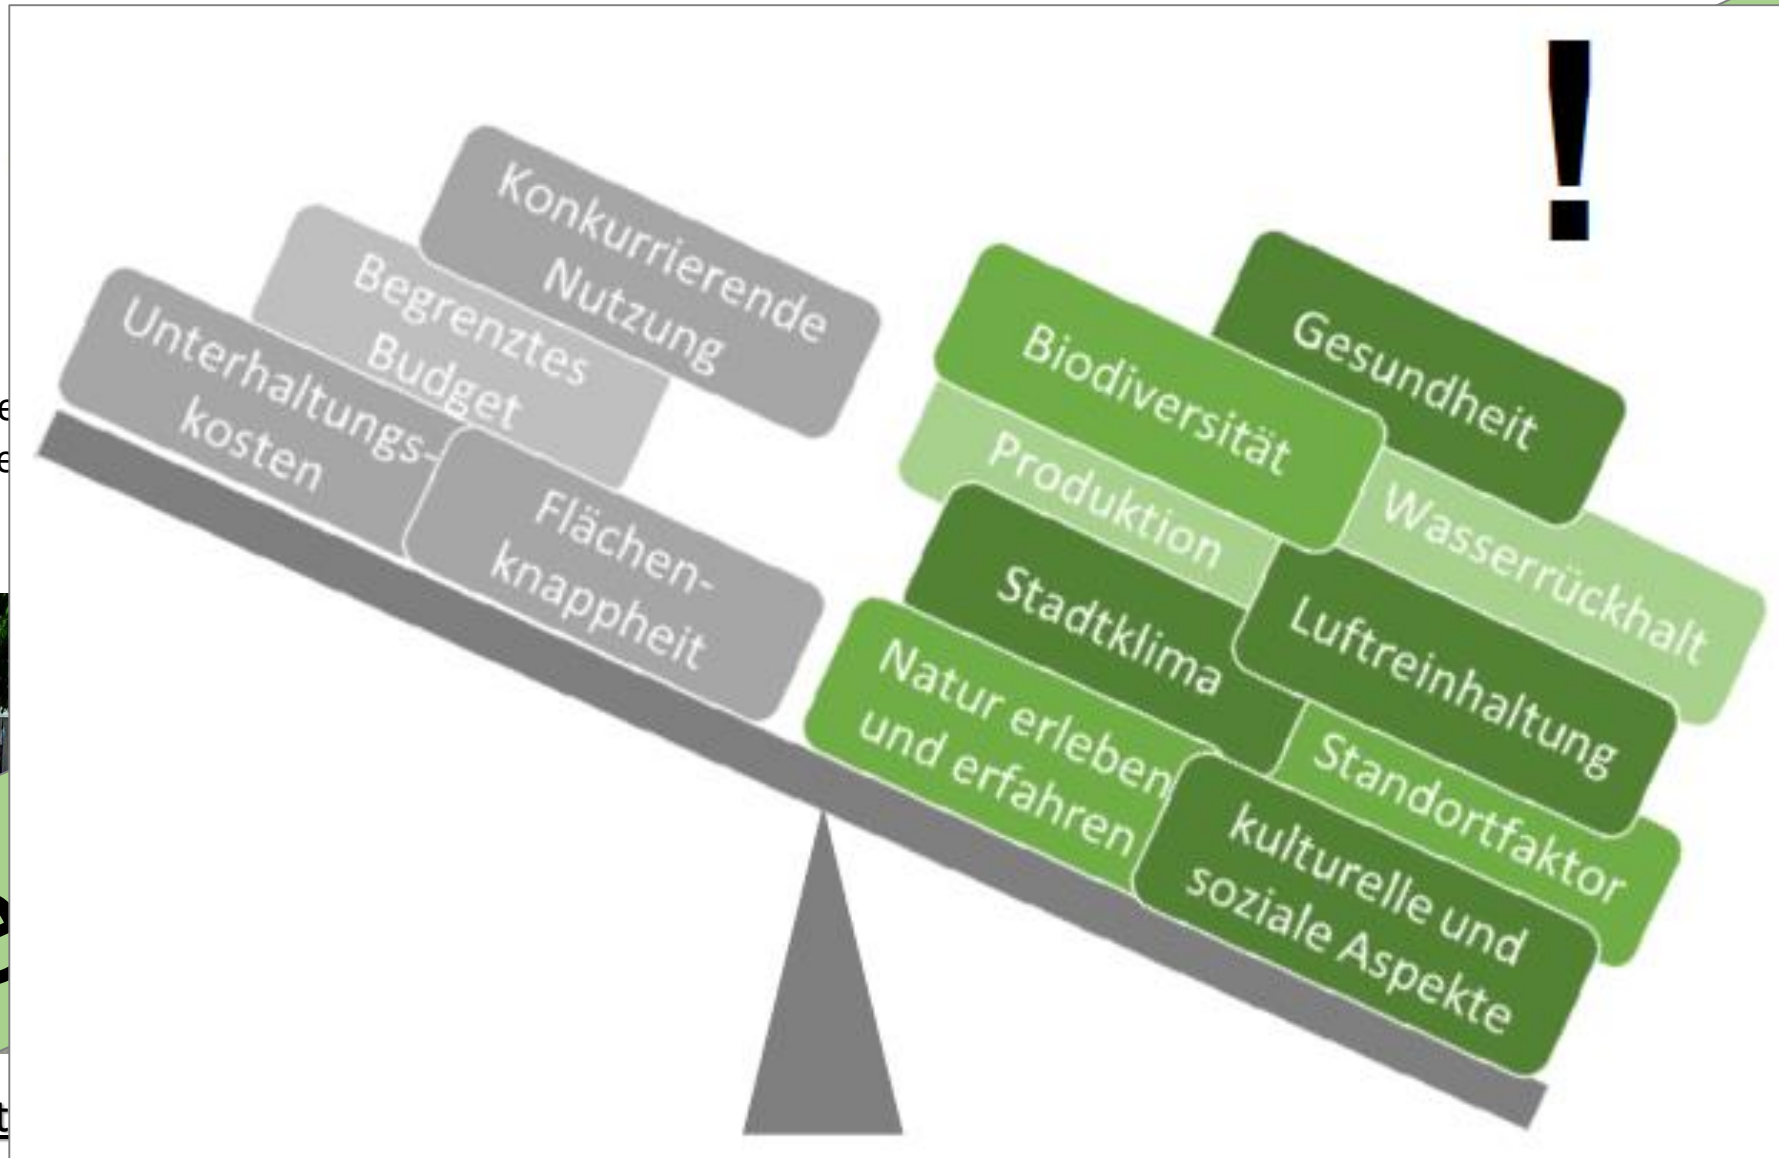 !
Konkurrierende
Nutzung
Begrenztes
Budget
Unterhaltungs-
kosten
Flächen-
knappheit
Gesundheit
Biodiversität
Wasserrückhalt
Produktion
Luftreinhaltung
Stadtklima
Standortfaktor
Natur erleben
und erfahren
kulturelle und
soziale Aspekte